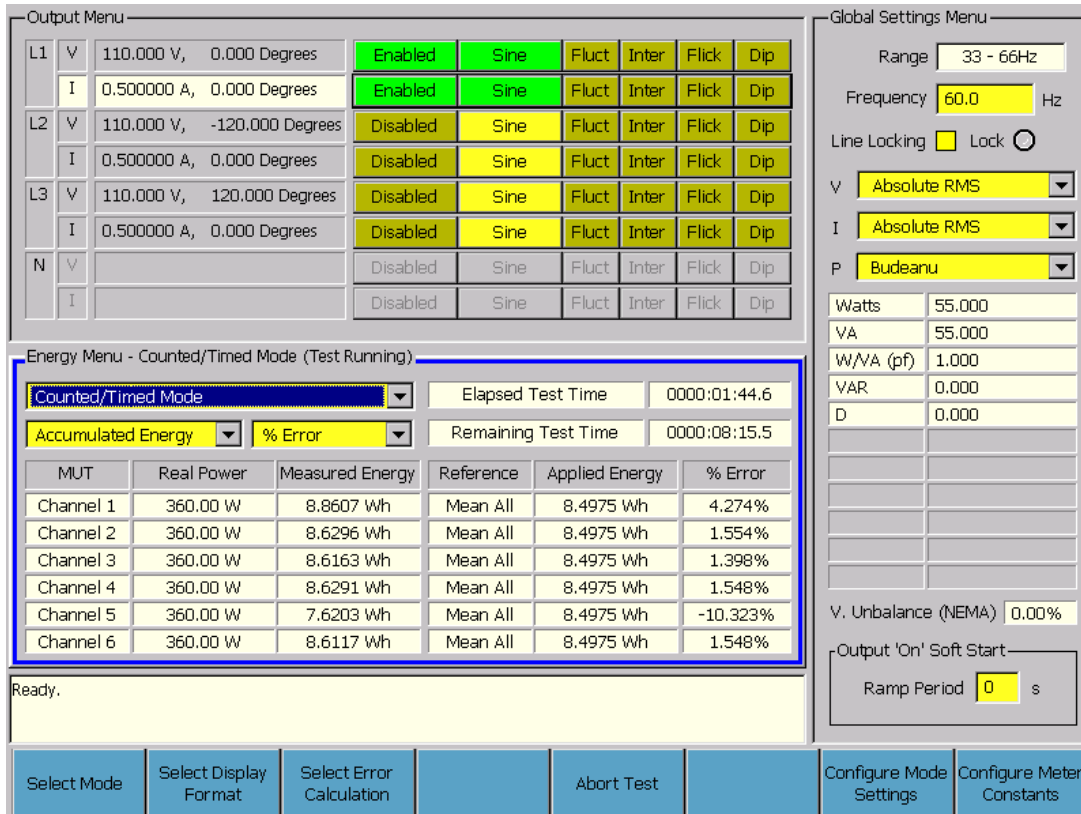 Output Menu
L1 V 110.000 V, 0.000 Degrees Enabled Sine Fluct Inter Flick Dip
I 0.500000 A, 0.000 Degrees Enabled Sine Fluct Inter Flick Dip
L2 V 110.000 V, -120.000 Degrees Disabled Sine Fluct Inter Flick Dip
I 0.500000 A, 0.000 Degrees Disabled Sine Fluct Inter Flick Dip
L3 V 110.000 V, 120.000 Degrees Disabled Sine Fluct Inter Flick Dip
I 0.500000 A, 0.000 Degrees Disabled Sine Fluct Inter Flick Dip
N V Disabled Sine Fluct Inter Flick Dip
I Disabled Sine Fluct Inter Flick Dip
Energy Menu - Counted/Timed Mode (Test Running)
Counted/Timed Mode Elapsed Test Time 0000:01:44.6
Accumulated Energy % Error Remaining Test Time 0000:08:15.5
MUT Real Power Measured Energy Reference Applied Energy % Error
Channel 1 360.00 W 8.8607 Wh Mean All 8.4975 Wh 4.274%
Channel 2 360.00 W 8.6296 Wh Mean All 8.4975 Wh 1.554%
Channel 3 360.00 W 8.6163 Wh Mean All 8.4975 Wh 1.398%
Channel 4 360.00 W 8.6291 Wh Mean All 8.4975 Wh 1.548%
Channel 5 360.00 W 7.6203 Wh Mean All 8.4975 Wh -10.323%
Channel 6 360.00 W 8.6117 Wh Mean All 8.4975 Wh 1.548%
Ready.
Global Settings Menu
Range 33 - 66Hz
Frequency 60.0 Hz
Line Locking Lock
V Absolute RMS
I Absolute RMS
P Budeanu
Watts 55.000
VA 55.000
W/VA (pf) 1.000
VAR 0.000
D 0.000
V. Unbalance (NEMA) 0.00%
Output 'On' Soft Start
Ramp Period 0 s
Select Mode
Select Display Format
Select Error Calculation
Abort Test
Configure Mode Settings
Configure Meter Constants